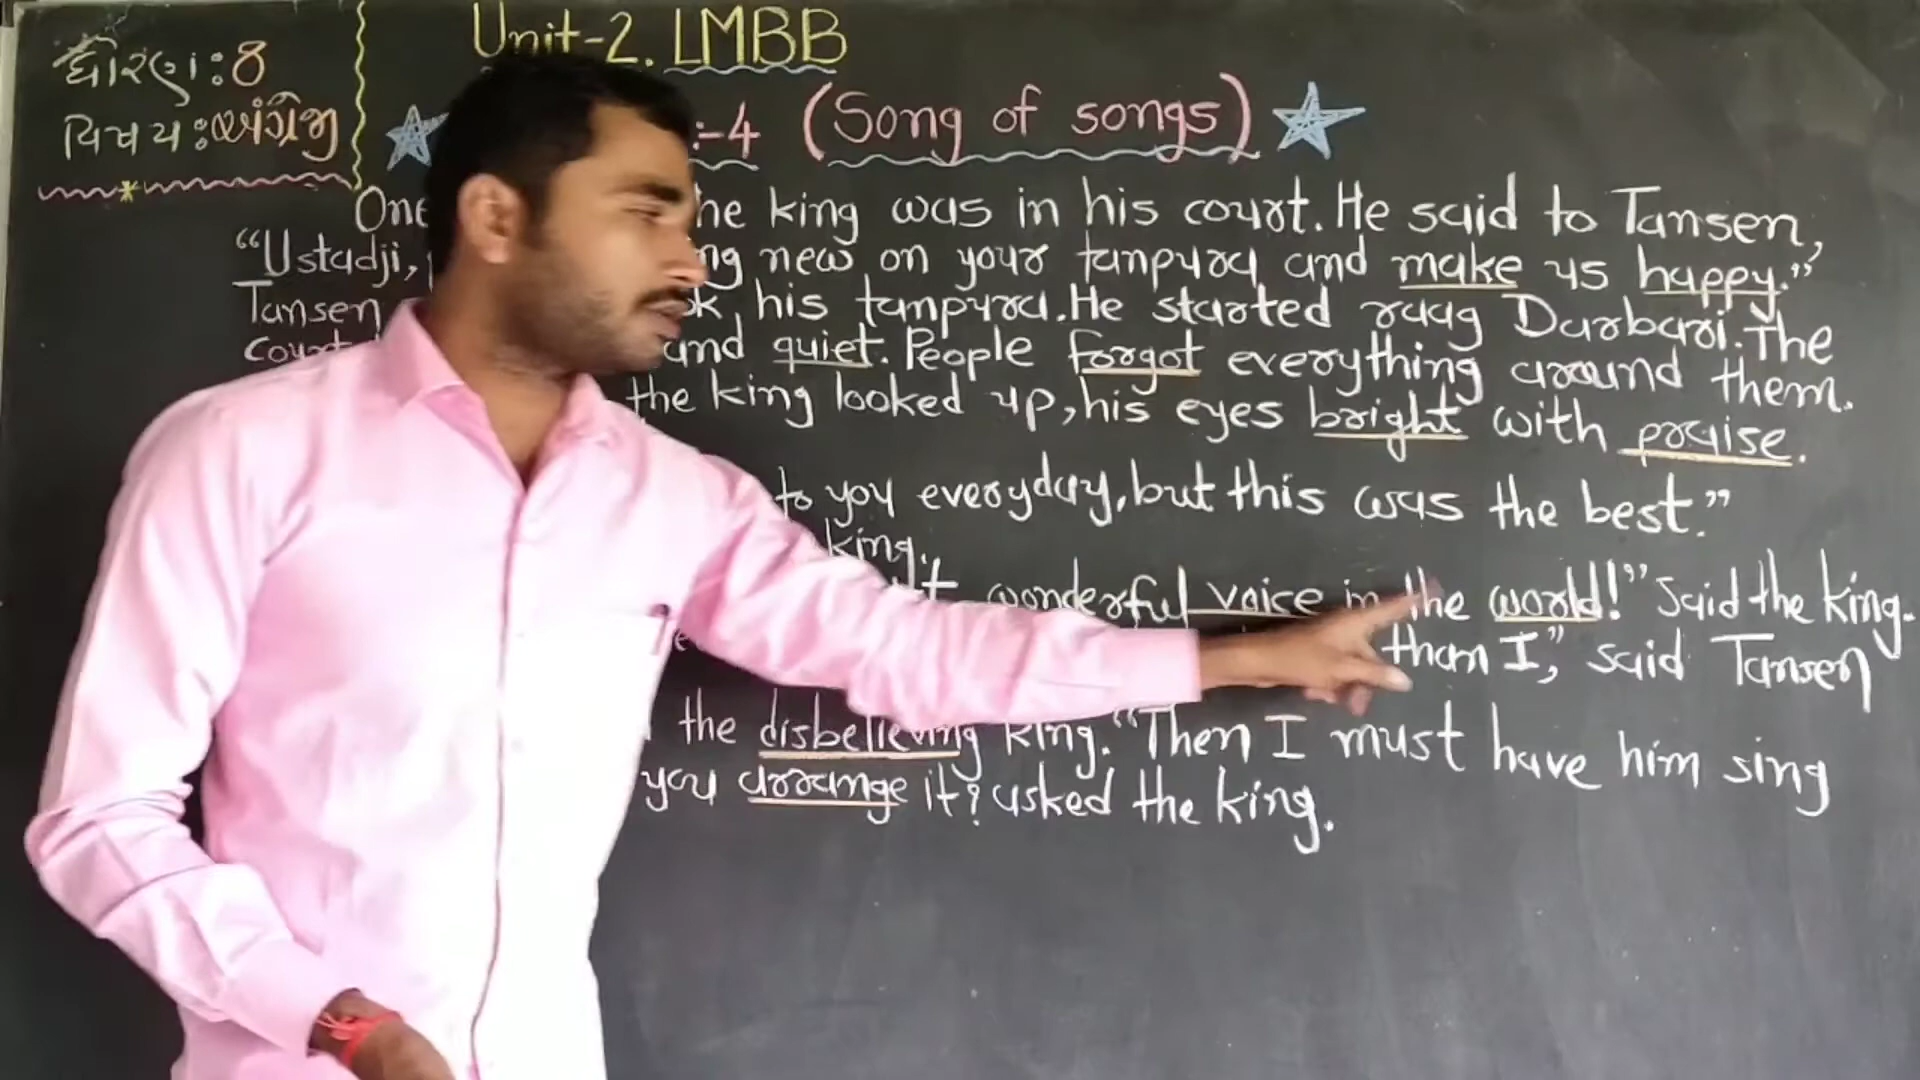 ધોરણ : 8
વિષય : અંગ્રેજી
Unit-2. LMBB
:-4 (Song of songs)
One he king was in his court. He said to Tansen,
"Ustadji, ng new on your tanpura and make us happy."
Tansen his tanpura. He started raag Darbari. The
court and quiet. People forgot everything around them.
the king looked up, his eyes bright with praise.
to you everyday, but this was the best."
king.
wonderful voice in the world!" said the king.
than I," said Tansen
the disbelieving king. "Then I must have him sing
you arrange it? asked the king.